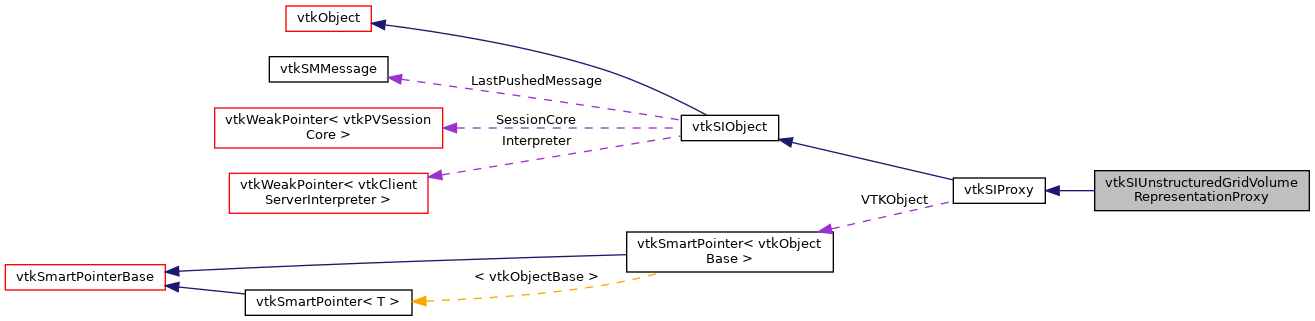 vtkObject
vtkSMMessage
LastPushedMessage
vtkWeakPointer< vtkPVSession
Core >
SessionCore
vtkSIObject
Interpreter
vtkWeakPointer< vtkClient
ServerInterpreter >
vtkSIProxy
vtkSIUnstructuredGridVolume
RepresentationProxy
VTKObject
vtkSmartPointer< vtkObject
Base >
vtkSmartPointerBase
< vtkObjectBase >
vtkSmartPointer< T >